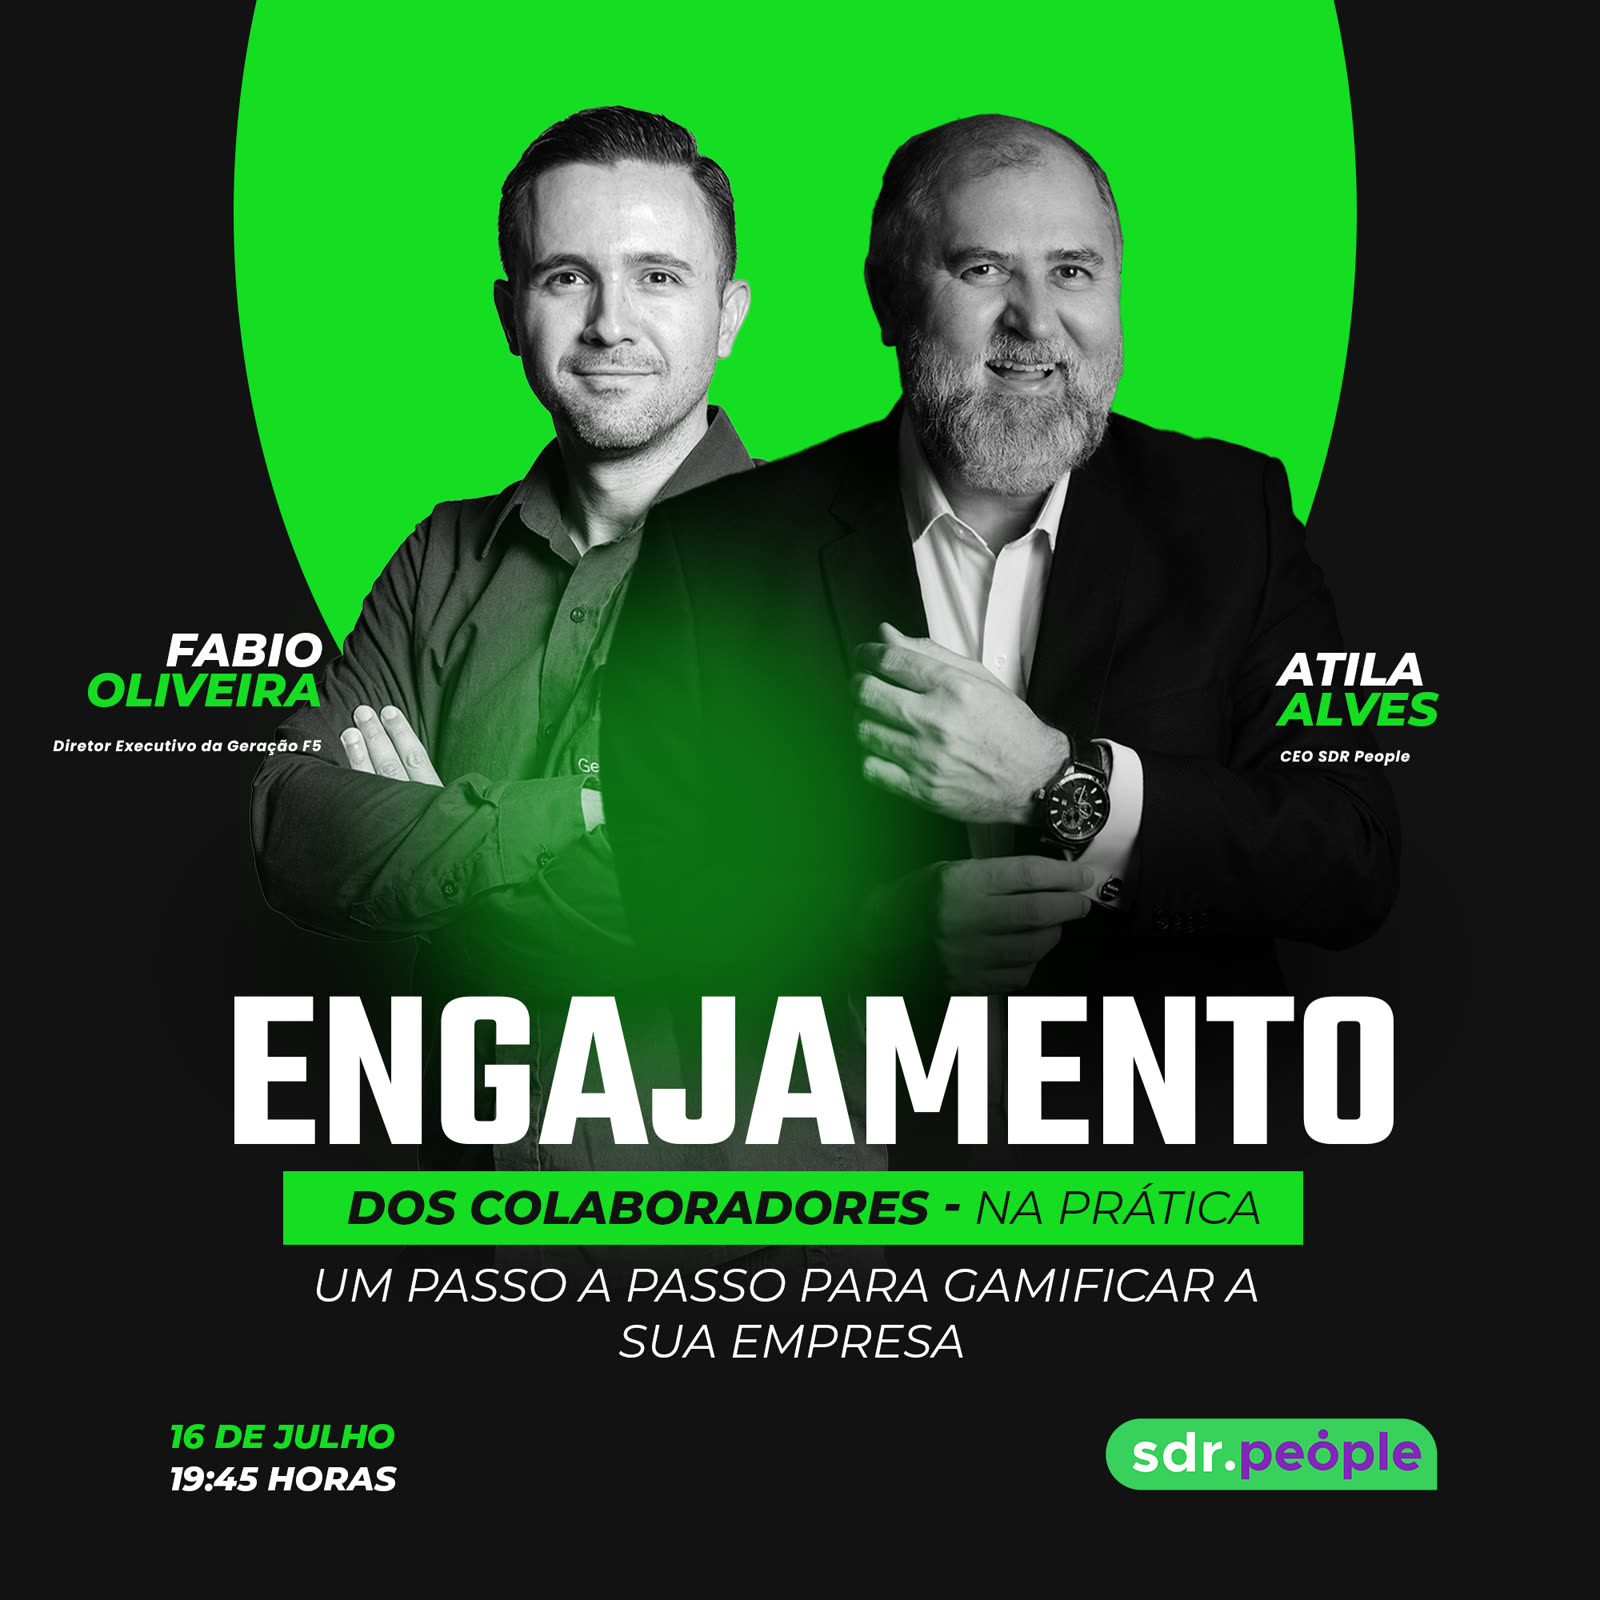 FABIO
OLIVEIRA
Diretor Executivo da Geração F5
ATILA
ALVES
CEO SDR People
Ge
ENGAJAMENTO
DOS COLABORADORES - NA PRÁTICA
UM PASSO A PASSO PARA GAMIFICAR A
SUA EMPRESA
16 DE JULHO
19:45 HORAS
sdr.people